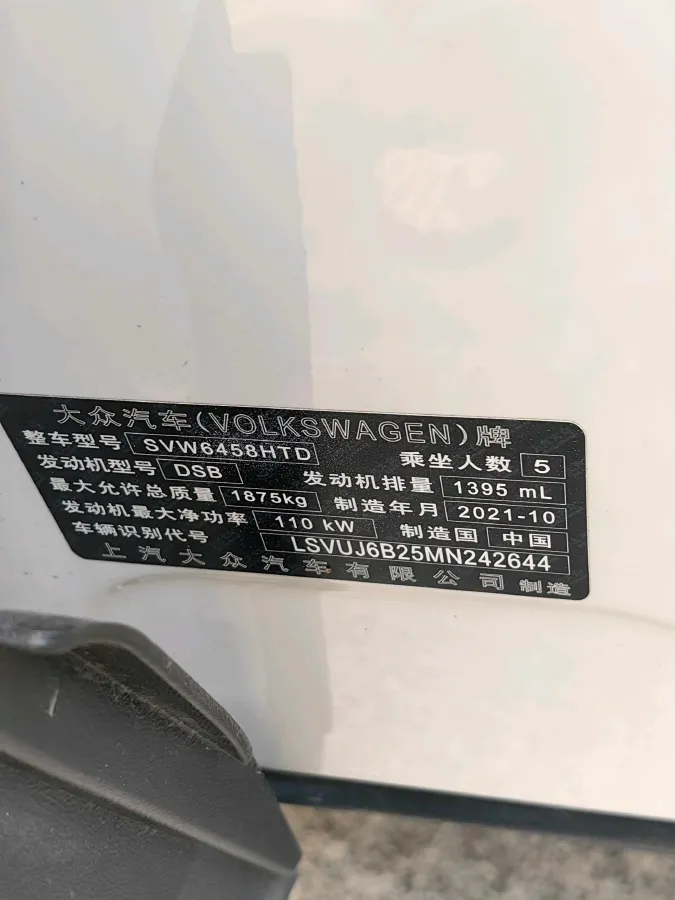 大众汽车(VOLKSWAGEN)牌
整车型号 SVW6458HTD 乘坐人数 5
发动机型号 DSB 发动机排量 1395 mL
最大允许总质量 1875kg 制造年月 2021-10
发动机最大净功率 110 kW 制造国 中国
车辆识别代号 LSVUJ6B25MN242644
上汽大众汽车有限公司 制造